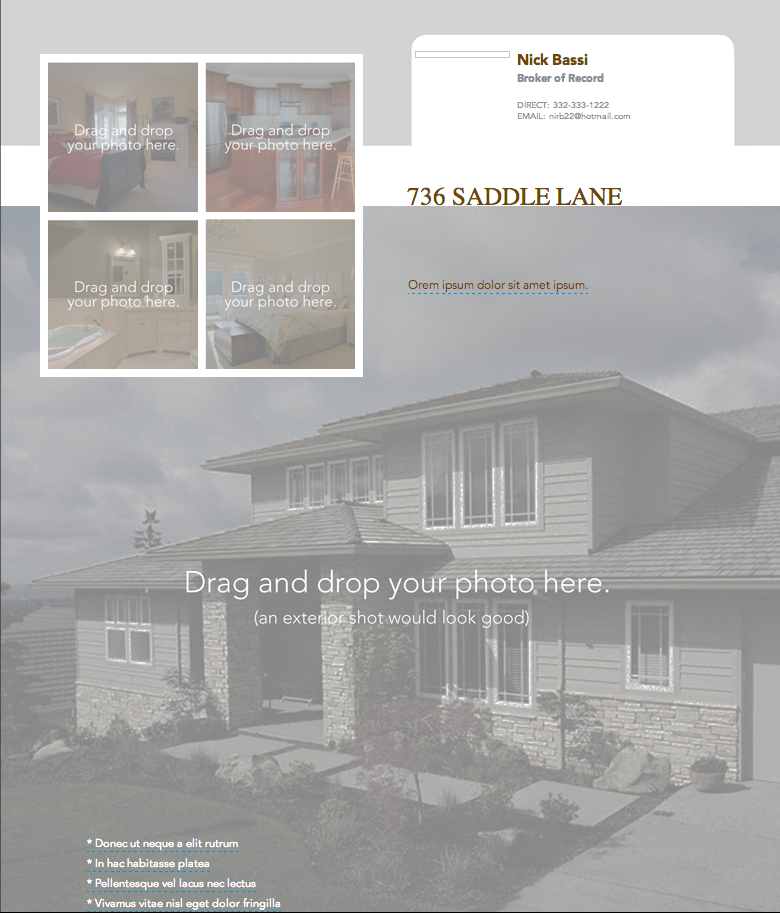 Nick Bassi
Broker of Record
DIRECT: 332-333-1222
EMAIL: nirb22@hotmail.com
Drag and drop
your photo here.
Drag and drop
your photo here.
736 SADDLE LANE
Drag and drop
your photo here.
Drag and drop
your photo here.
Orem ipsum dolor sit amet ipsum.
Drag and drop your photo here.
(an exterior shot would look good)
* Donec ut neque a elit rutrum
* In hac habitasse platea
* Pellentesque vel lacus nec lectus
* Vivamus vitae nisl eget dolor fringilla